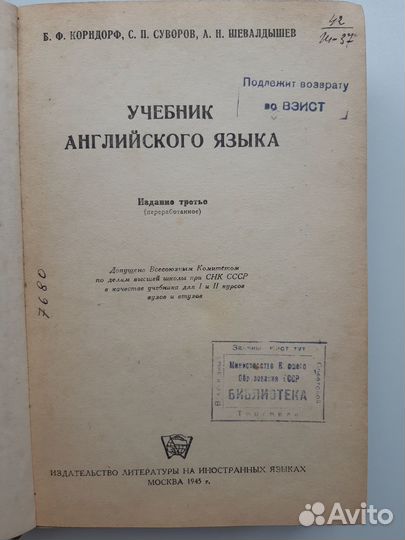 42
14-37
Б. Ф. КОРНДОРФ, С. П. СУВОРОВ, А. Н. ШЕВАЛДЫШЕВ
Подлежит возврату
во ВЗИСТ
УЧЕБНИК
АНГЛИЙСКОГО ЯЗЫКА
Издание третье
(переработанное)
Допущено Всесоюзным Комитетом
по делам высшей школы при СНК СССР
в качестве учебника для I и II курсов
вузов и втузов
7680
Министерство
СССР
БИБЛИОТЕКА
ИЗДАТЕЛЬСТВО ЛИТЕРАТУРЫ НА ИНОСТРАННЫХ ЯЗЫКАХ
МОСКВА 1945 г.
Avito